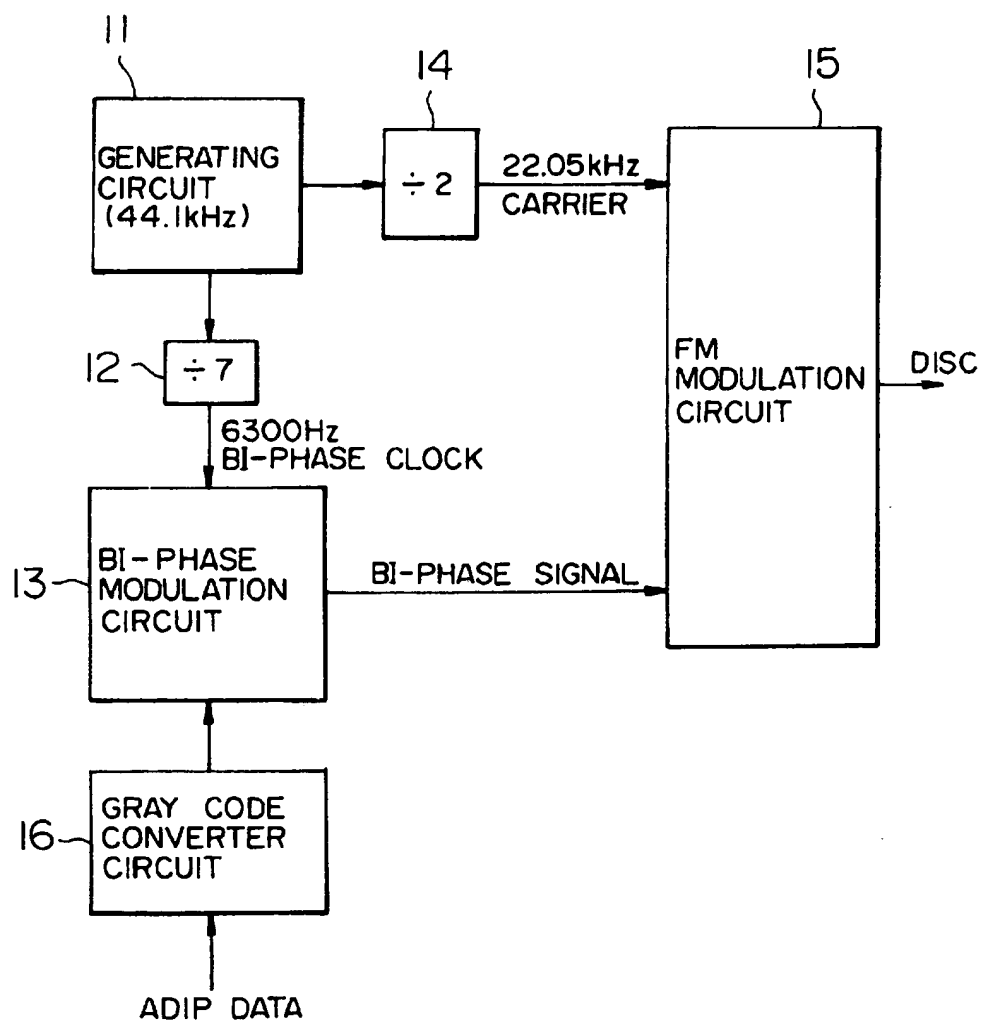 11
14
15
GENERATING
CIRCUIT
(44.1kHz)
÷2
22.05kHz
CARRIER
12
÷7
6300Hz
BI-PHASE CLOCK
FM
MODULATION
CIRCUIT
DISC
13
BI-PHASE
MODULATION
CIRCUIT
BI-PHASE SIGNAL
16
GRAY CODE
CONVERTER
CIRCUIT
ADIP DATA